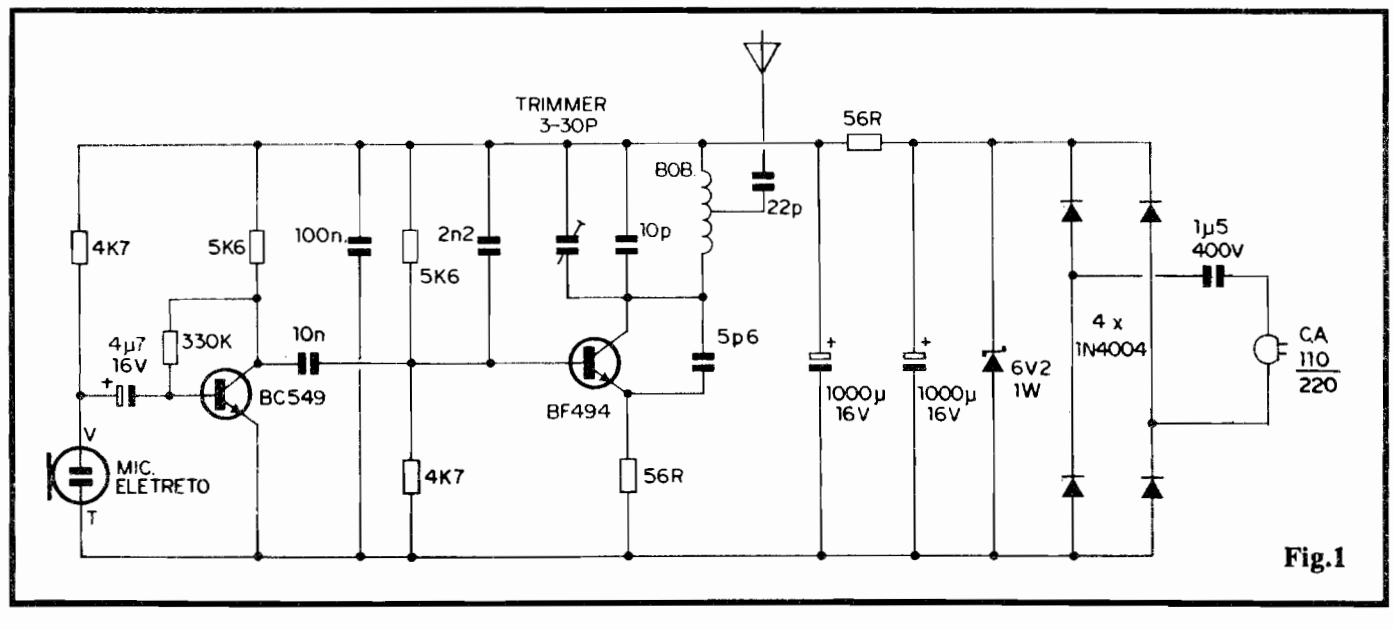 TRIMMER
3-30P
56R
BOB.
22p
4K7
5K6
100n
5K6
2n2
10p
1µ5
400V
4µ7
16V
330K
10n
BC549
BF494
5p6
1000µ
16V
1000µ
16V
6V2
1W
4 x
1N4004
C.A
110
220
V
MIC.
ELETRETO
T
4K7
56R
Fig.1